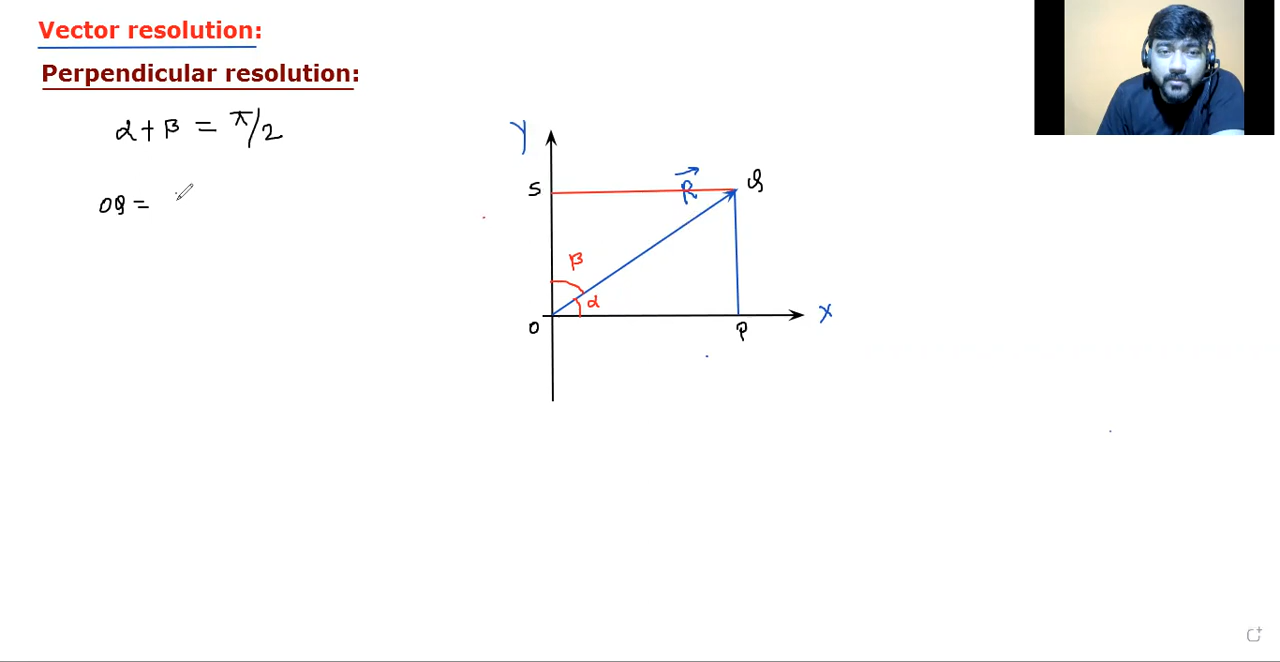 Vector resolution:
Perpendicular resolution:
α + β = π/2
OQ =
Y
S
R
Q
β
α
O
P
X